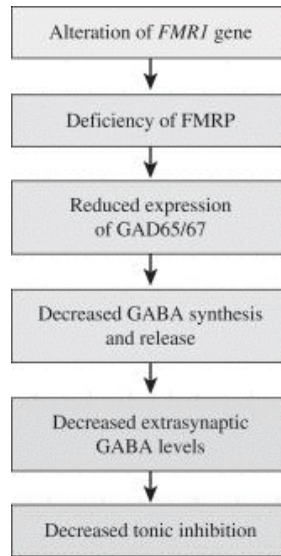 Alteration of FMR1 gene
Deficiency of FMRP
Reduced expression
of GAD65/67
Decreased GABA synthesis
and release
Decreased extrasynaptic
GABA levels
Decreased tonic inhibition